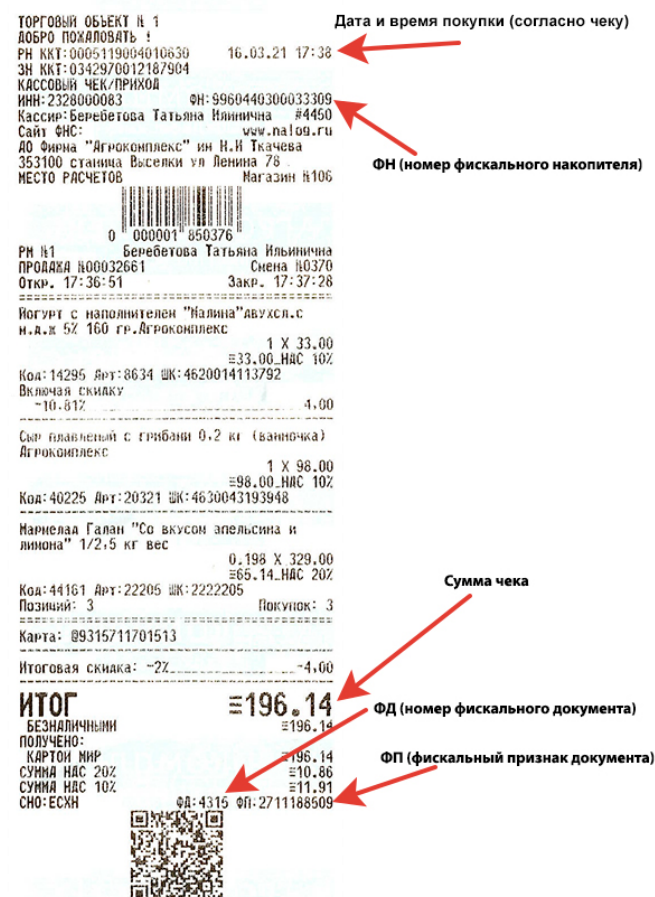 ТОРГОВЫЙ ОБЪЕКТ N 1
ДОБРО ПОЖАЛОВАТЬ !
Дата и время покупки (согласно чеку)
РН ККТ:0005119004010630 16.03.21 17:38
ЗН ККТ:0342970012187904
КАССОВЫЙ ЧЕК/ПРИХОД
ИНН:2328000083 ФН:9960440300033309
Кассир:Беребетова Татьяна Илинична #4450
Сайт ФНС: www.nalog.ru
АО Фирма "Агрокомплекс" им Н.И Ткачева
353100 станица Выселки ул Ленина 78
ФН (номер фискального накопителя)
МЕСТО РАСЧЕТОВ Магазин N106
0 000001 850376
РМ N1 Беребетова Татьяна Ильинична
ПРОДАЖА N00032661 Смена N0370
Откр. 17:36:51 Закр. 17:37:28
Йогурт с наполнителем "Малина"двухсл.с
м.д.ж 5% 160 гр.Агрокомплекс
1 X 33.00
≡33.00_НДС 10%
Код:14295 Арт:8634 ШК:4620014113792
Включая скидку
~10.81% 4.00
Сыр плавленый с грибами 0,2 кг (ванночка)
Агрокомплекс
1 X 98.00
≡98.00_НДС 10%
Код:40225 Арт:20321 ШК:4630043193948
Мармелад Галан "Со вкусом апельсина и
лимона" 1/2,5 кг вес
0.198 X 329.00
≡65.14_НДС 20%
Код:44161 Арт:22205 ШК:2222205
Позиций: 3 Покупок: 3
Сумма чека
Карта: @9315711701513
Итоговая скидка: ~2% ~4.00
ИТОГ ≡196.14
ФД (номер фискального документа)
БЕЗНАЛИЧНЫМИ ≡196.14
ПОЛУЧЕНО:
КАРТОЙ МИР ≡196.14
ФП (фискальный признак документа)
СУММА НДС 20% ≡10.86
СУММА НДС 10% ≡11.91
СНО:ЕСХН ФД:4315 ФП:2711188509